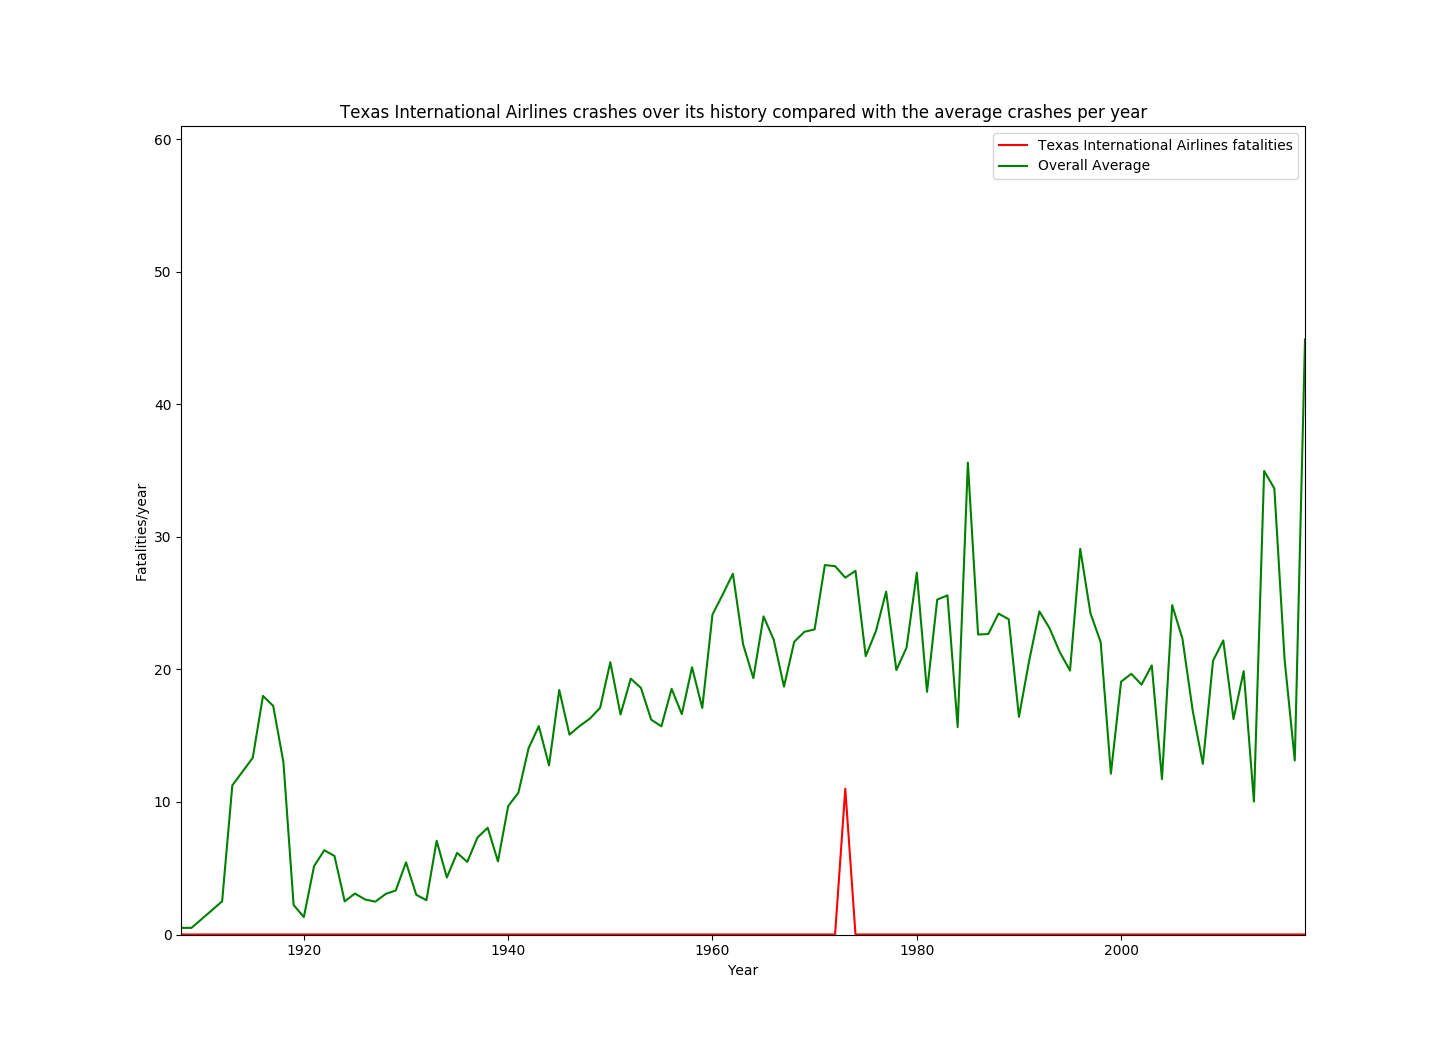 Texas International Airlines crashes over its history compared with the average crashes per year
Texas International Airlines fatalities
Overall Average
60
50
40
30
20
10
0
Fatalities/year
1920 1940 1960 1980 2000
Year